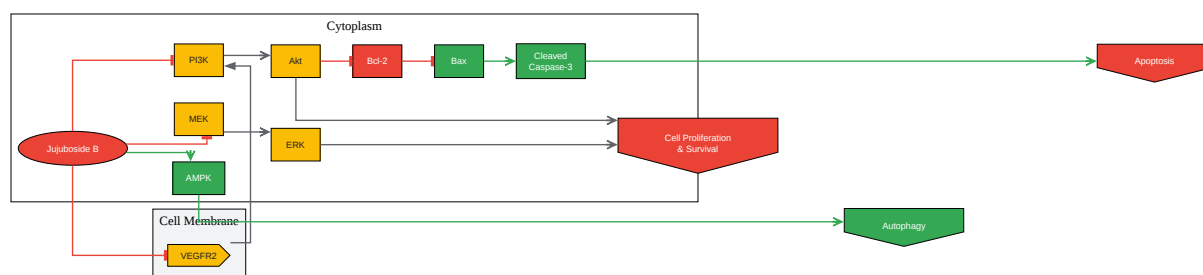 Cytoplasm
PI3K
Akt
Bcl-2
Bax
Cleaved
Caspase-3
Apoptosis
MEK
ERK
Cell Proliferation
& Survival
Jujuboside B
AMPK
Cell Membrane
Autophagy
VEGFR2